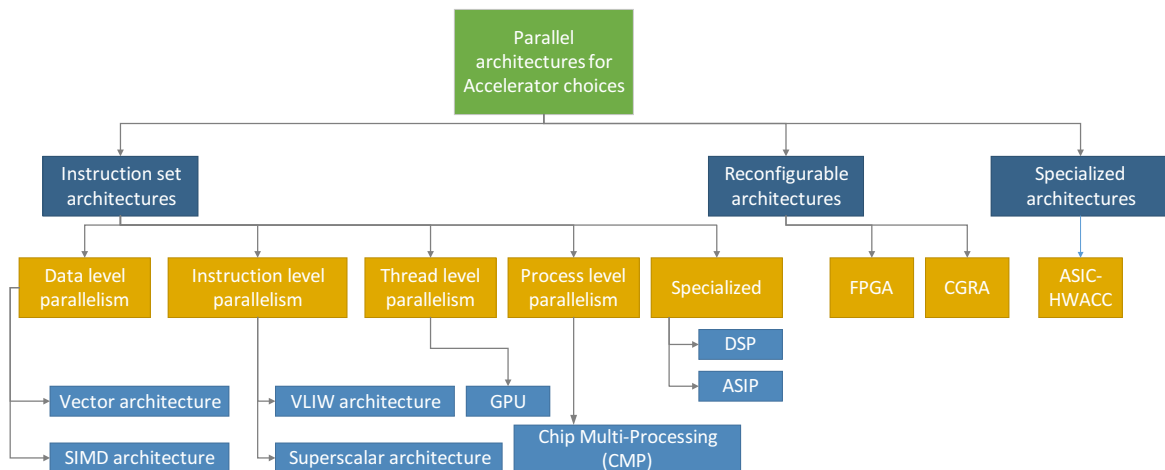 Parallel
architectures for
Accelerator choices
Instruction set
architectures
Reconfigurable
architectures
Specialized
architectures
Data level
parallelism
Instruction level
parallelism
Thread level
parallelism
Process level
parallelism
Specialized
FPGA
CGRA
ASIC-
HWACC
DSP
ASIP
Vector architecture
VLIW architecture
GPU
SIMD architecture
Superscalar architecture
Chip Multi-Processing
(CMP)